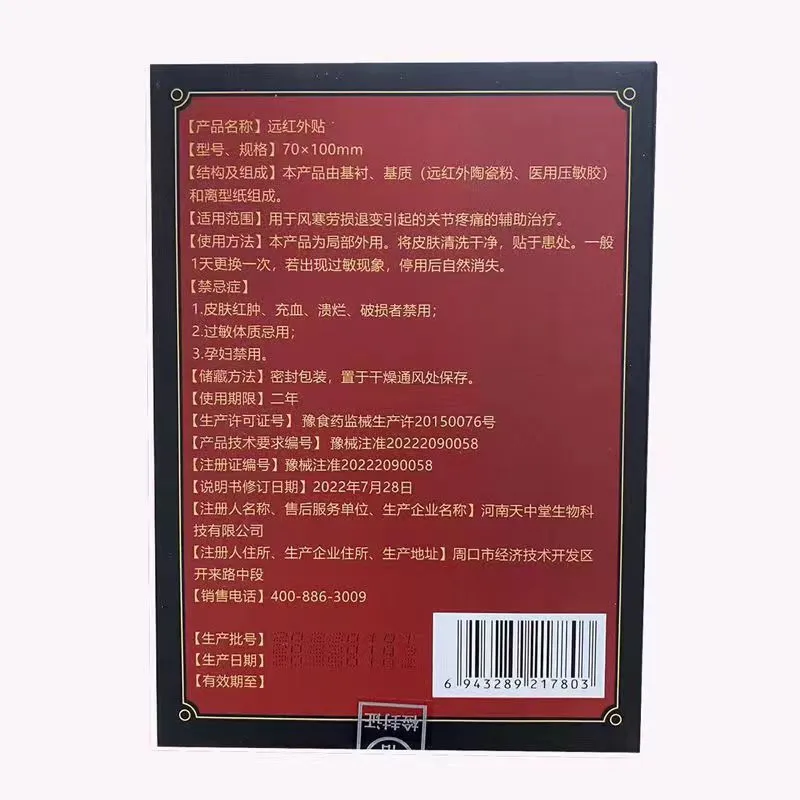 【产品名称】远红外贴
【型号、规格】70×100mm
【结构及组成】本产品由基衬、基质（远红外陶瓷粉、医用压敏胶）
和离型纸组成。
【适用范围】用于风寒劳损退变引起的关节疼痛的辅助治疗。
【使用方法】本产品为局部外用。将皮肤清洗干净，贴于患处。一般
1天更换一次，若出现过敏现象，停用后自然消失。
【禁忌症】
1.皮肤红肿、充血、溃烂、破损者禁用；
2.过敏体质忌用；
3.孕妇禁用。
【储藏方法】密封包装，置于干燥通风处保存。
【使用期限】二年
【生产许可证号】豫食药监械生产许20150076号
【产品技术要求编号】豫械注准20222090058
【注册证编号】豫械注准20222090058
【说明书修订日期】2022年7月28日
【注册人名称、售后服务单位、生产企业名称】河南天中堂生物科
技有限公司
【注册人住所、生产企业住所、生产地址】周口市经济技术开发区
开来路中段
【销售电话】400-886-3009
【生产批号】
【生产日期】
【有效期至】
6 943289 217803
检封证